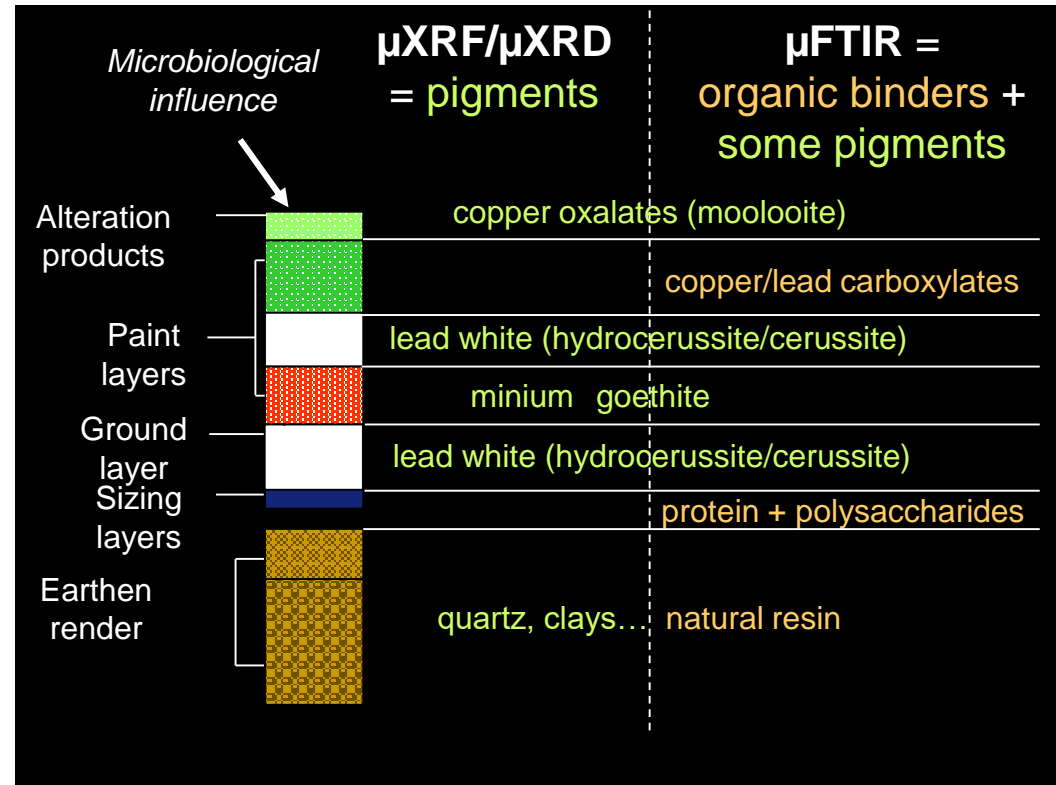 Microbiological
influence
µXRF/µXRD
= pigments
µFTIR =
organic binders +
some pigments
Alteration
products
copper oxalates (moolooite)
copper/lead carboxylates
Paint
layers
lead white (hydrocerussite/cerussite)
minium goethite
Ground
layer
lead white (hydrocerussite/cerussite)
Sizing
layers
protein + polysaccharides
Earthen
render
quartz, clays… natural resin